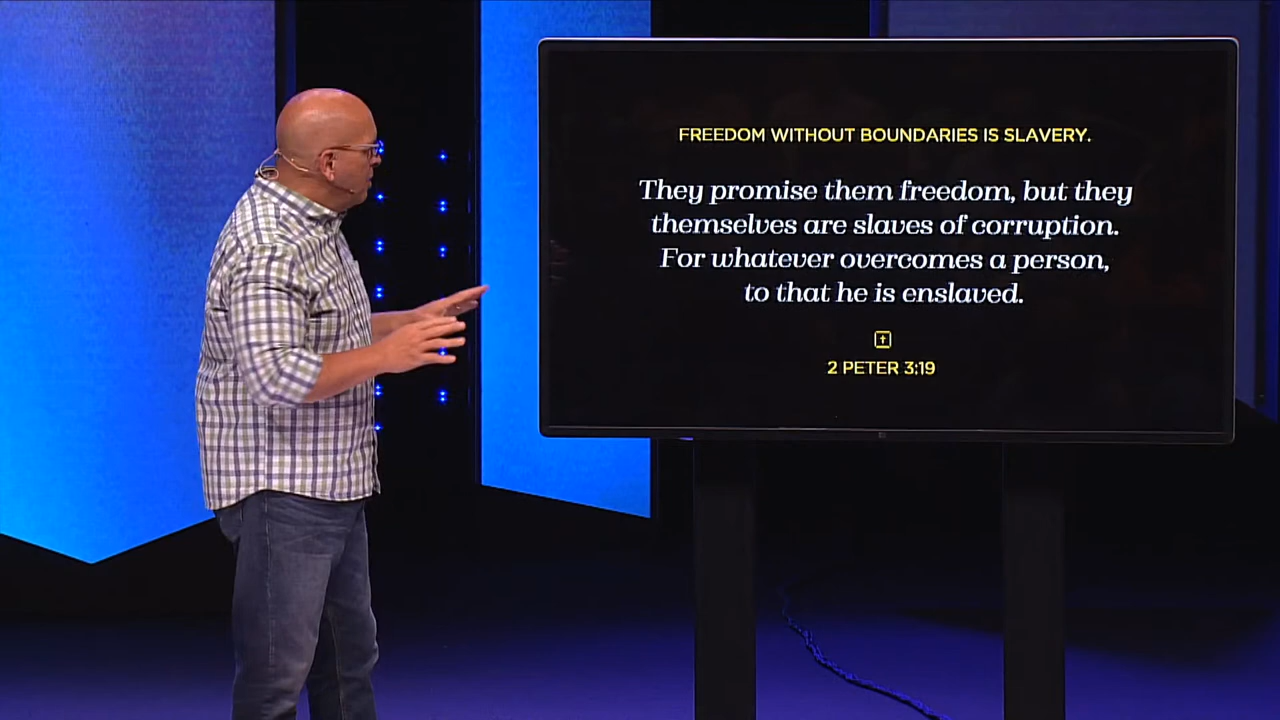 FREEDOM WITHOUT BOUNDARIES IS SLAVERY.
They promise them freedom, but they
themselves are slaves of corruption.
For whatever overcomes a person,
to that he is enslaved.
2 PETER 3:19